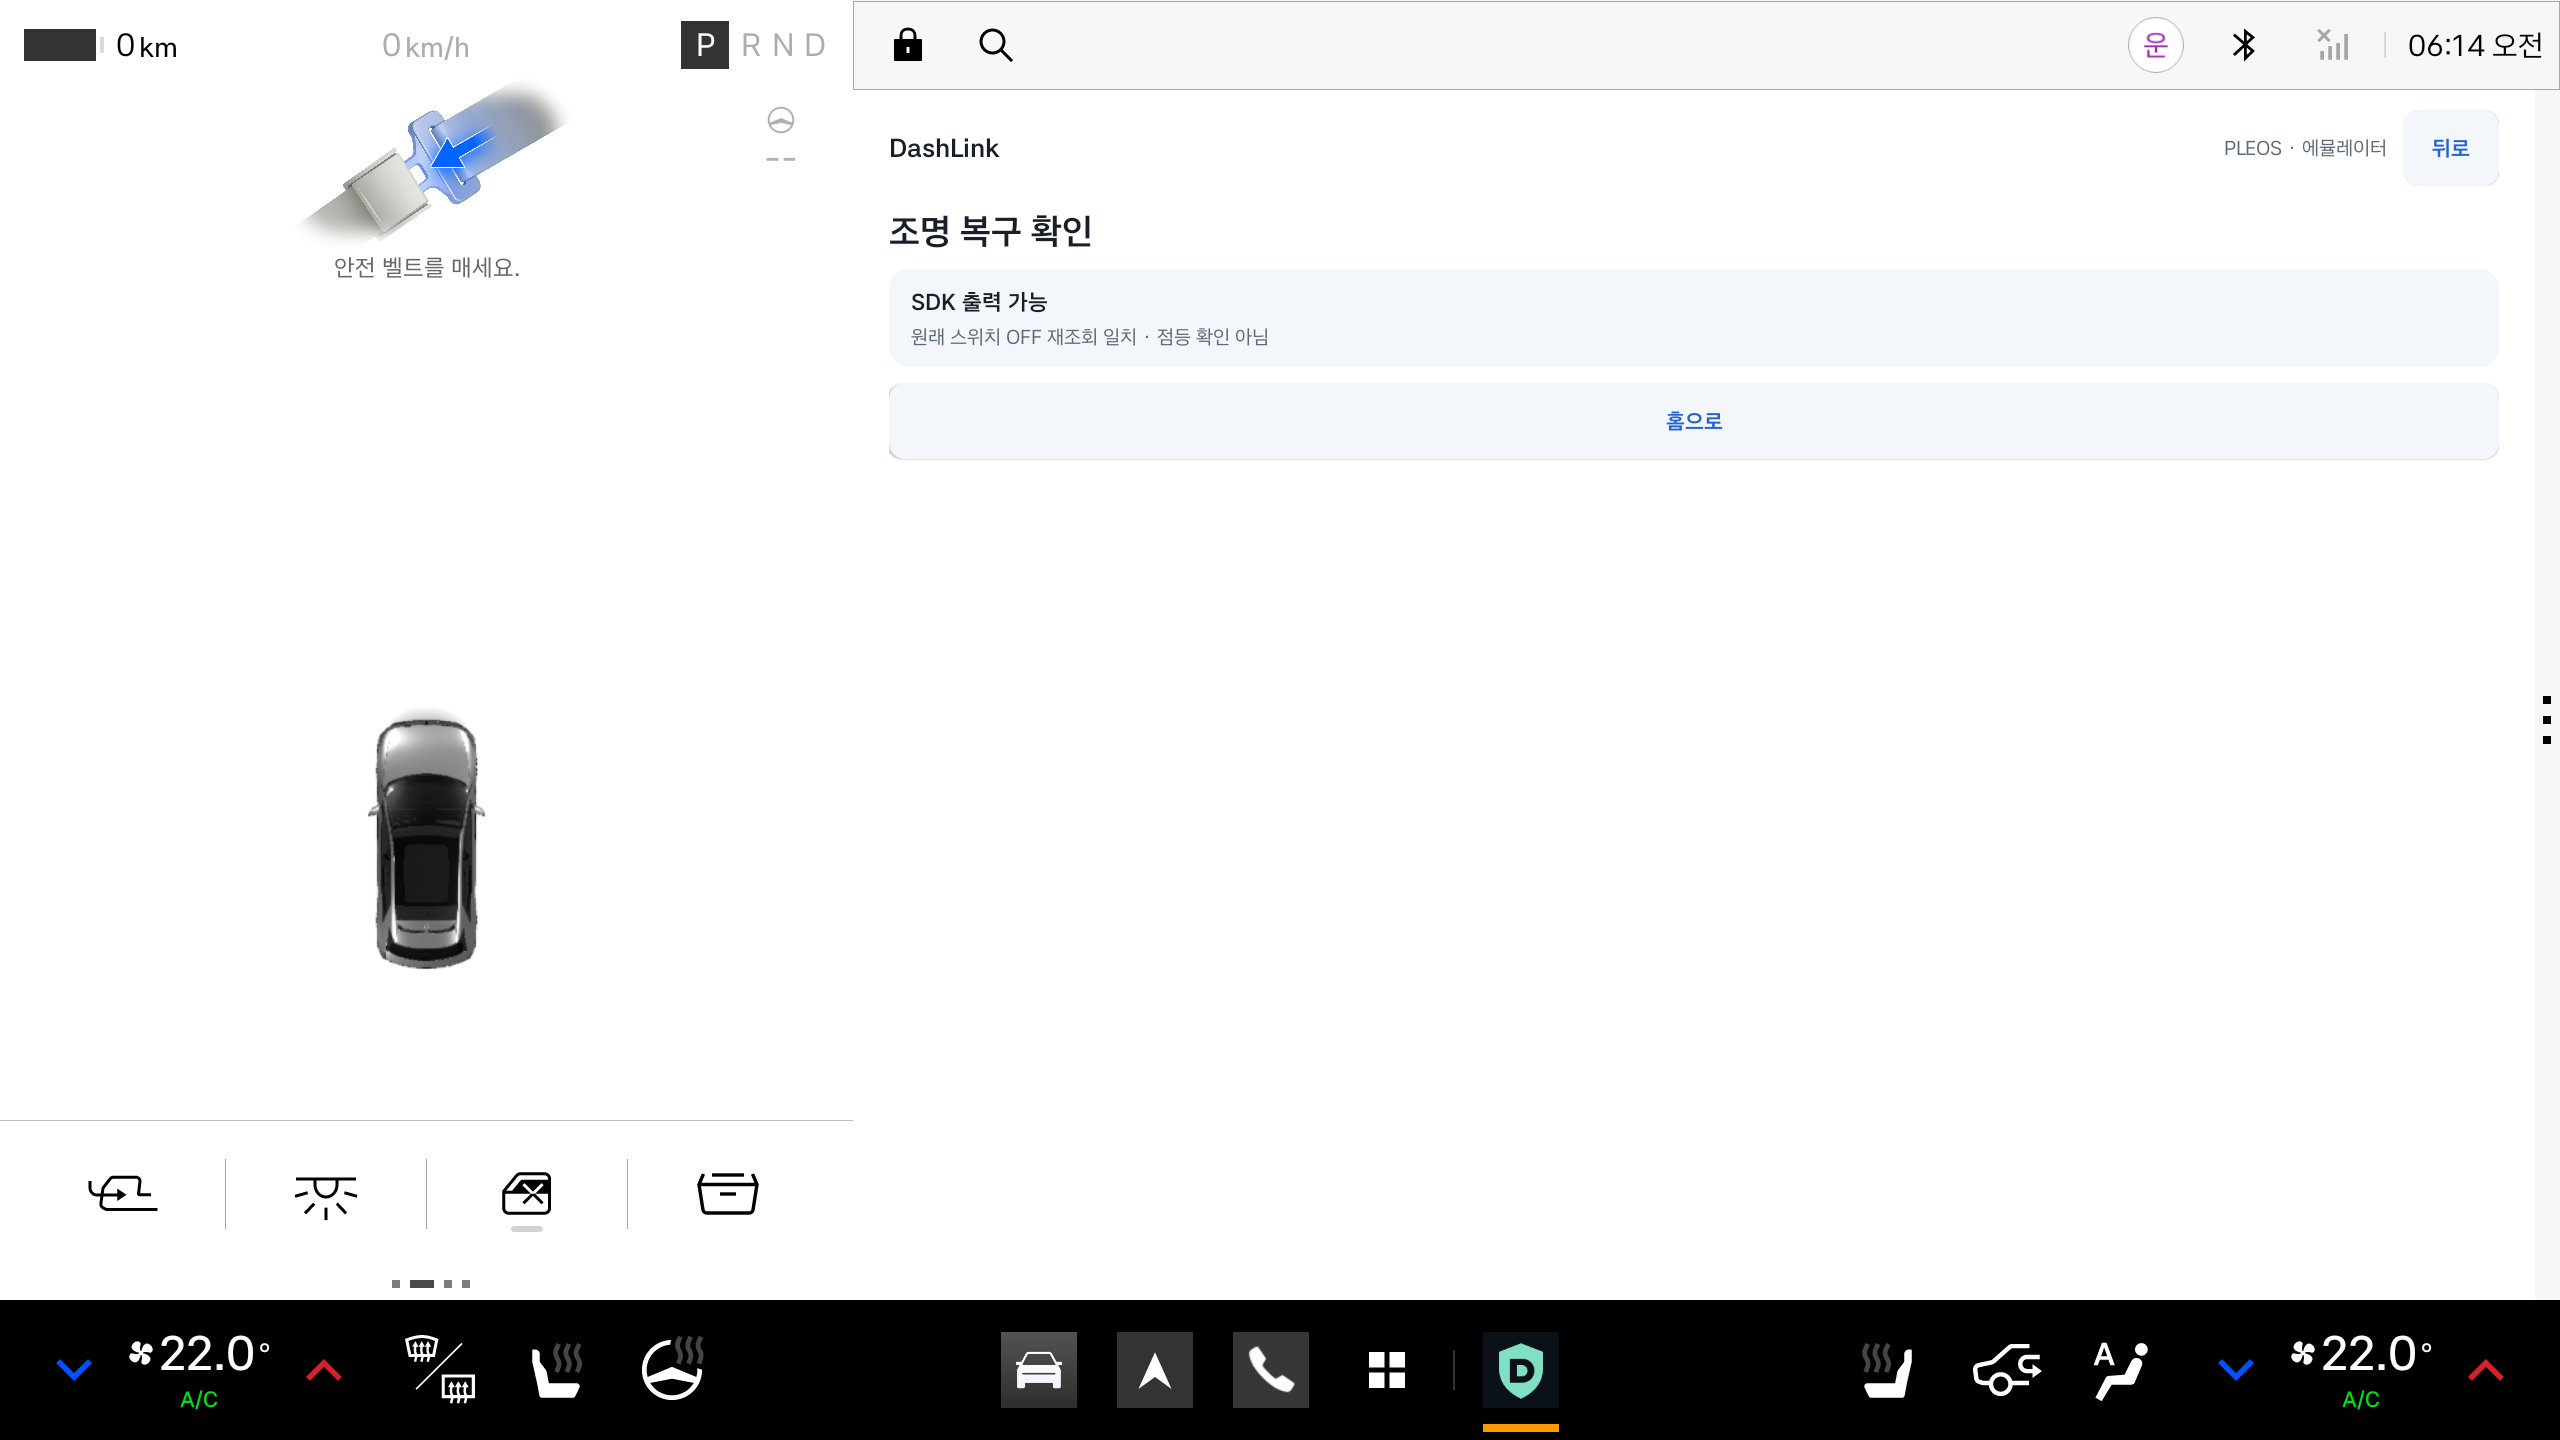 0 km
0 km/h
P R N D
운
06:14 오전
안전 벨트를 매세요.
DashLink
PLEOS · 에뮬레이터
뒤로
조명 복구 확인
SDK 출력 가능
원래 스위치 OFF 재조회 일치 · 점등 확인 아님
홈으로
22.0°
A/C
D
A
22.0°
A/C